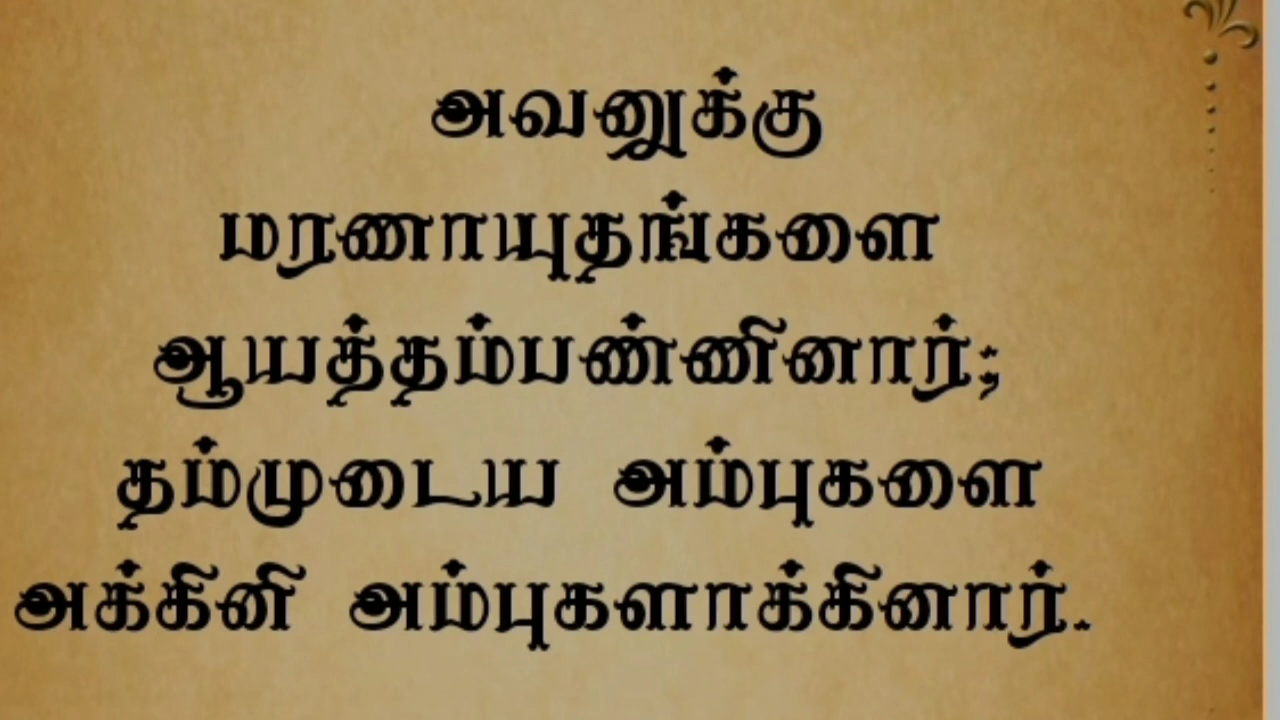 அவனுக்கு
மரணாயுதங்களை
ஆயத்தம்பண்ணினார்;
தம்முடைய அம்புகளை
அக்கினி அம்புகளாக்கினார்.